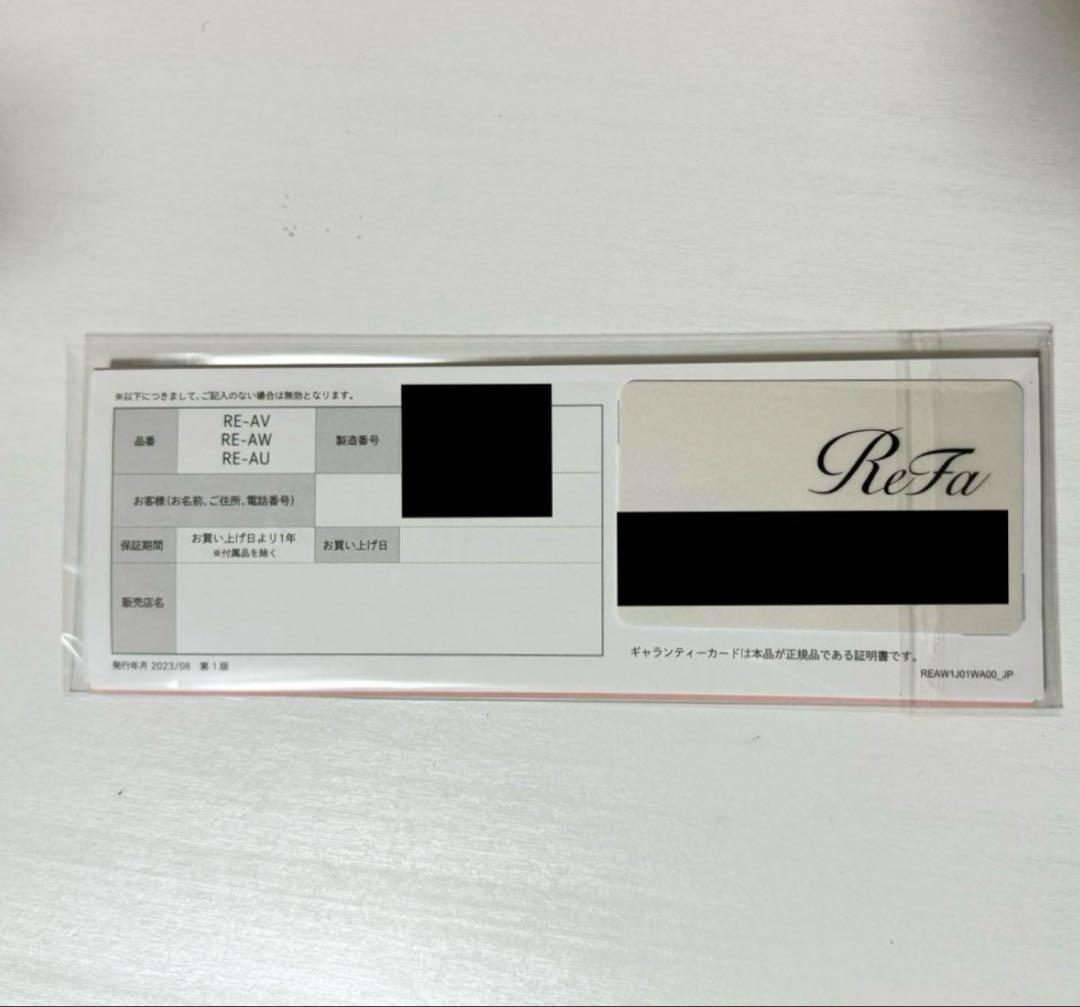 ※以下につきまして、ご記入のない場合は無効となります。
品番
RE-AV
RE-AW
RE-AU
製造番号
お客様(お名前、ご住所、電話番号)
保証期間
お買い上げ日より1年
※付属品を除く
お買い上げ日
販売店名
発行年月 2023/08 第1版
ReFa
ギャランティーカードは本品が正規品である証明書です。
REAW1J01WA00_JP